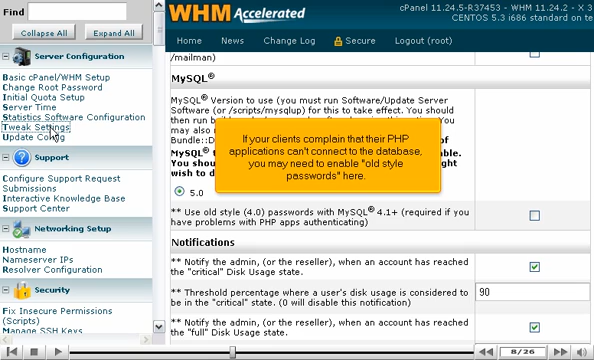 Find
Collapse All
Expand All
Server Configuration
Basic cPanel/WHM Setup
Change Root Password
Initial Quota Setup
Server Time
Statistics Software Configuration
Tweak Settings
Update Config
Support
Configure Support Request
Submissions
Interactive Knowledge Base
Support Center
Networking Setup
Hostname
Nameserver IPs
Resolver Configuration
Security
Fix Insecure Permissions
(Scripts)
Manage SSH Keys
WHM Accelerated
cPanel 11.24.5-R37453 - WHM 11.24.2 - X 3
CENTOS 5.3 i686 standard on te
Home
News
Change Log
Secure
Logout (root)
/mailman)
MySQL®
MySQL Version to use (you must run Software/Update Server
Software (or /scripts/mysqlup) for this to take effect. You should
then run
You may also
Bundle::D
MySQL t
You shou
wish to d
If your clients complain that their PHP
applications can't connect to the database,
you may need to enable "old style
passwords" here.
5.0
** Use old style (4.0) passwords with MySQL® 4.1+ (required if you
have problems with PHP apps authenticating)
Notifications
** Notify the admin, (or the reseller), when an account has reached
the "critical" Disk Usage state.
** Threshold percentage where a user's disk usage is considered to
be in the "critical" state. (0 will disable this notification)
90
** Notify the admin, (or the reseller), when an account has reached
the "full" Disk Usage state.
8/26